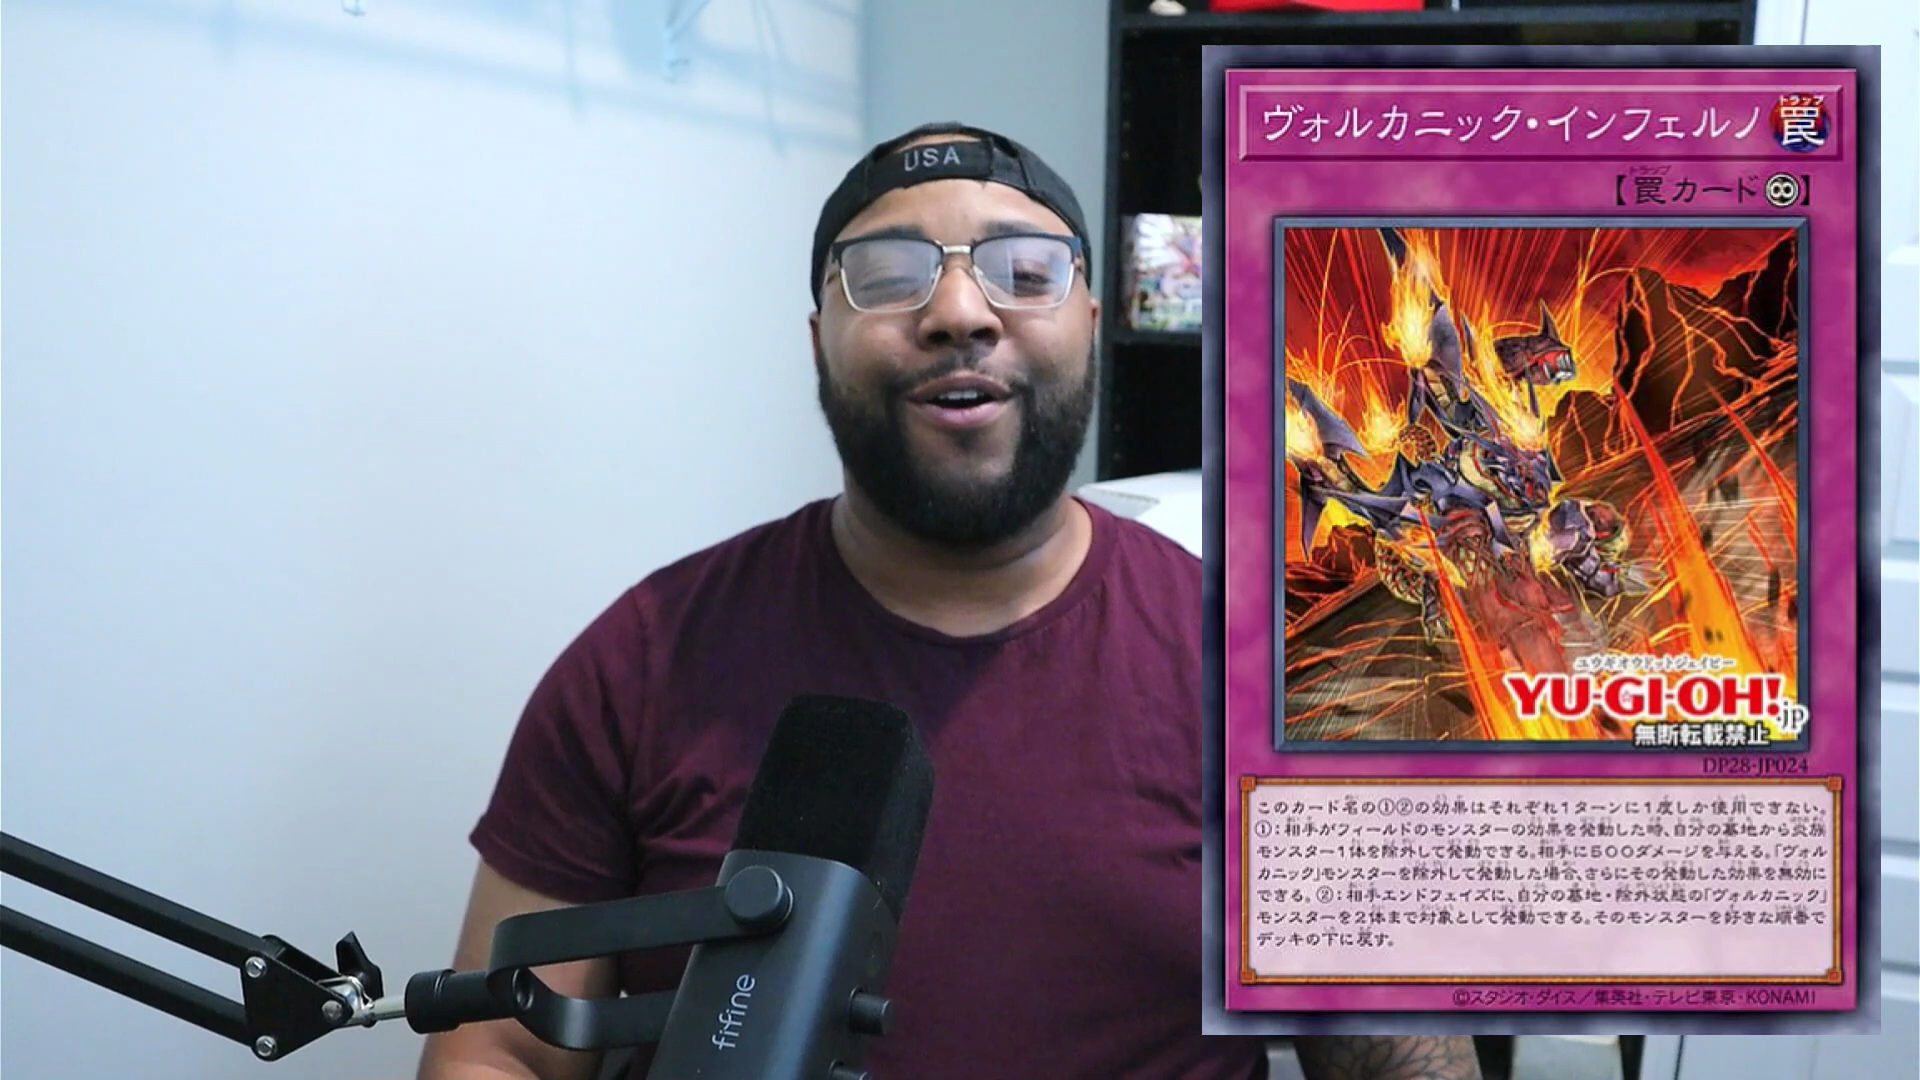 USA
fifine
ヴォルカニック・インフェルノ
トラップ
罠
トラップ
【罠カード∞】
ユウギオウドットジェイピー
YU-GI-OH!.jp
無断転載禁止
DP28-JP024
このカード名の①②の効果はそれぞれ1ターンに1度しか使用できない。
①：相手がフィールドのモンスターの効果を発動した時、自分の墓地から炎族
モンスター1体を除外して発動できる。相手に500ダメージを与える。「ヴォル
カニック」モンスターを除外して発動した場合、さらにその発動した効果を無効に
できる。②：相手エンドフェイズに、自分の墓地・除外状態の「ヴォルカニック」
モンスターを2体まで対象として発動できる。そのモンスターを好きな順番で
デッキの下に戻す。
©スタジオ・ダイス／集英社・テレビ東京・KONAMI